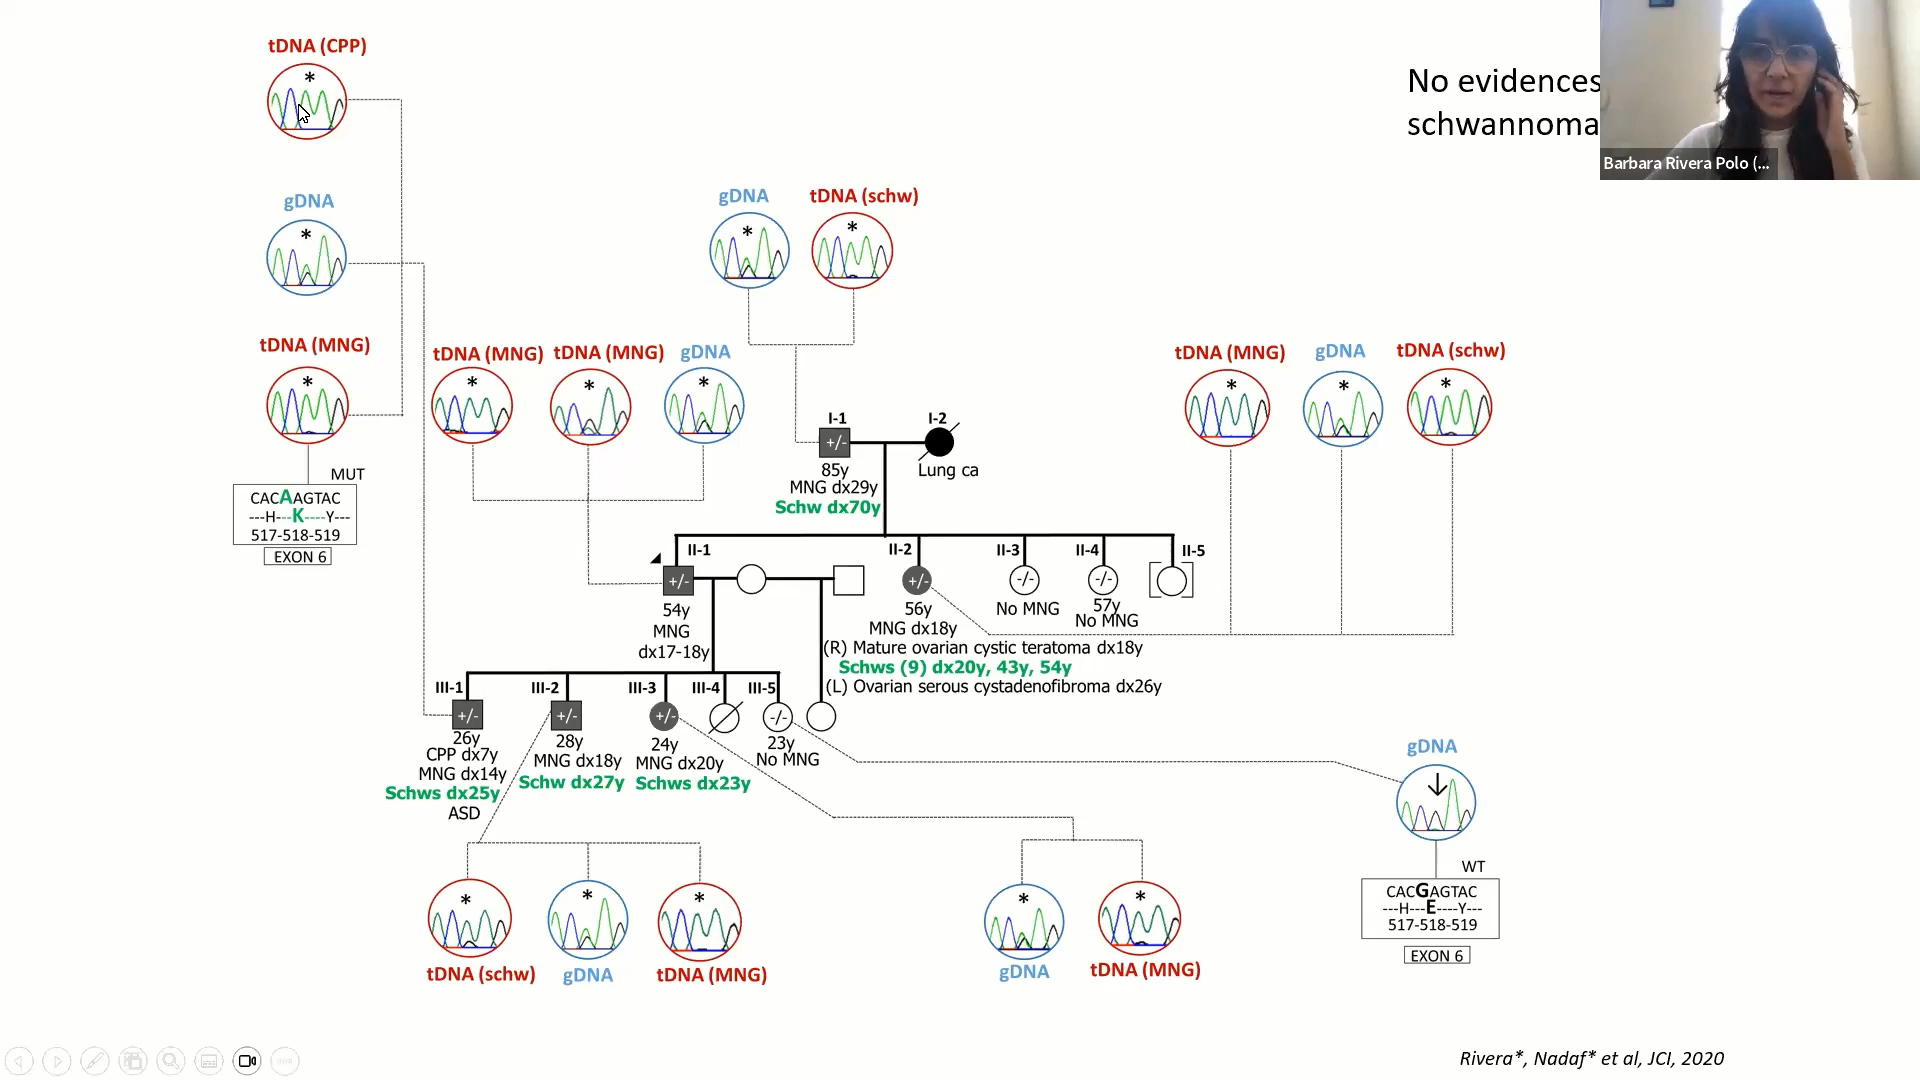 tDNA (CPP)
*
No evidences
schwannoma
Barbara Rivera Polo (...
gDNA
*
gDNA
*
tDNA (schw)
*
tDNA (MNG)
*
MUT
CACAAGTAC
---H---K----Y---
517-518-519
EXON 6
tDNA (MNG)
*
tDNA (MNG)
*
gDNA
*
tDNA (MNG)
*
gDNA
*
tDNA (schw)
*
I-1
+/-
85y
MNG dx29y
Schw dx70y
I-2
Lung ca
II-1
+/-
54y
MNG
dx17-18y
II-2
+/-
56y
MNG dx18y
(R) Mature ovarian cystic teratoma dx18y
Schws (9) dx20y, 43y, 54y
(L) Ovarian serous cystadenofibroma dx26y
II-3
-/-
No MNG
II-4
-/-
57y
No MNG
II-5
III-1
+/-
26y
CPP dx7y
MNG dx14y
Schws dx25y
ASD
III-2
+/-
28y
MNG dx18y
Schw dx27y
III-3
+/-
24y
MNG dx20y
Schws dx23y
III-4
III-5
-/-
23y
No MNG
gDNA
WT
CACGAGTAC
---H---E----Y---
517-518-519
EXON 6
*
tDNA (schw)
*
gDNA
*
tDNA (MNG)
*
gDNA
*
tDNA (MNG)
Rivera*, Nadaf* et al, JCI, 2020